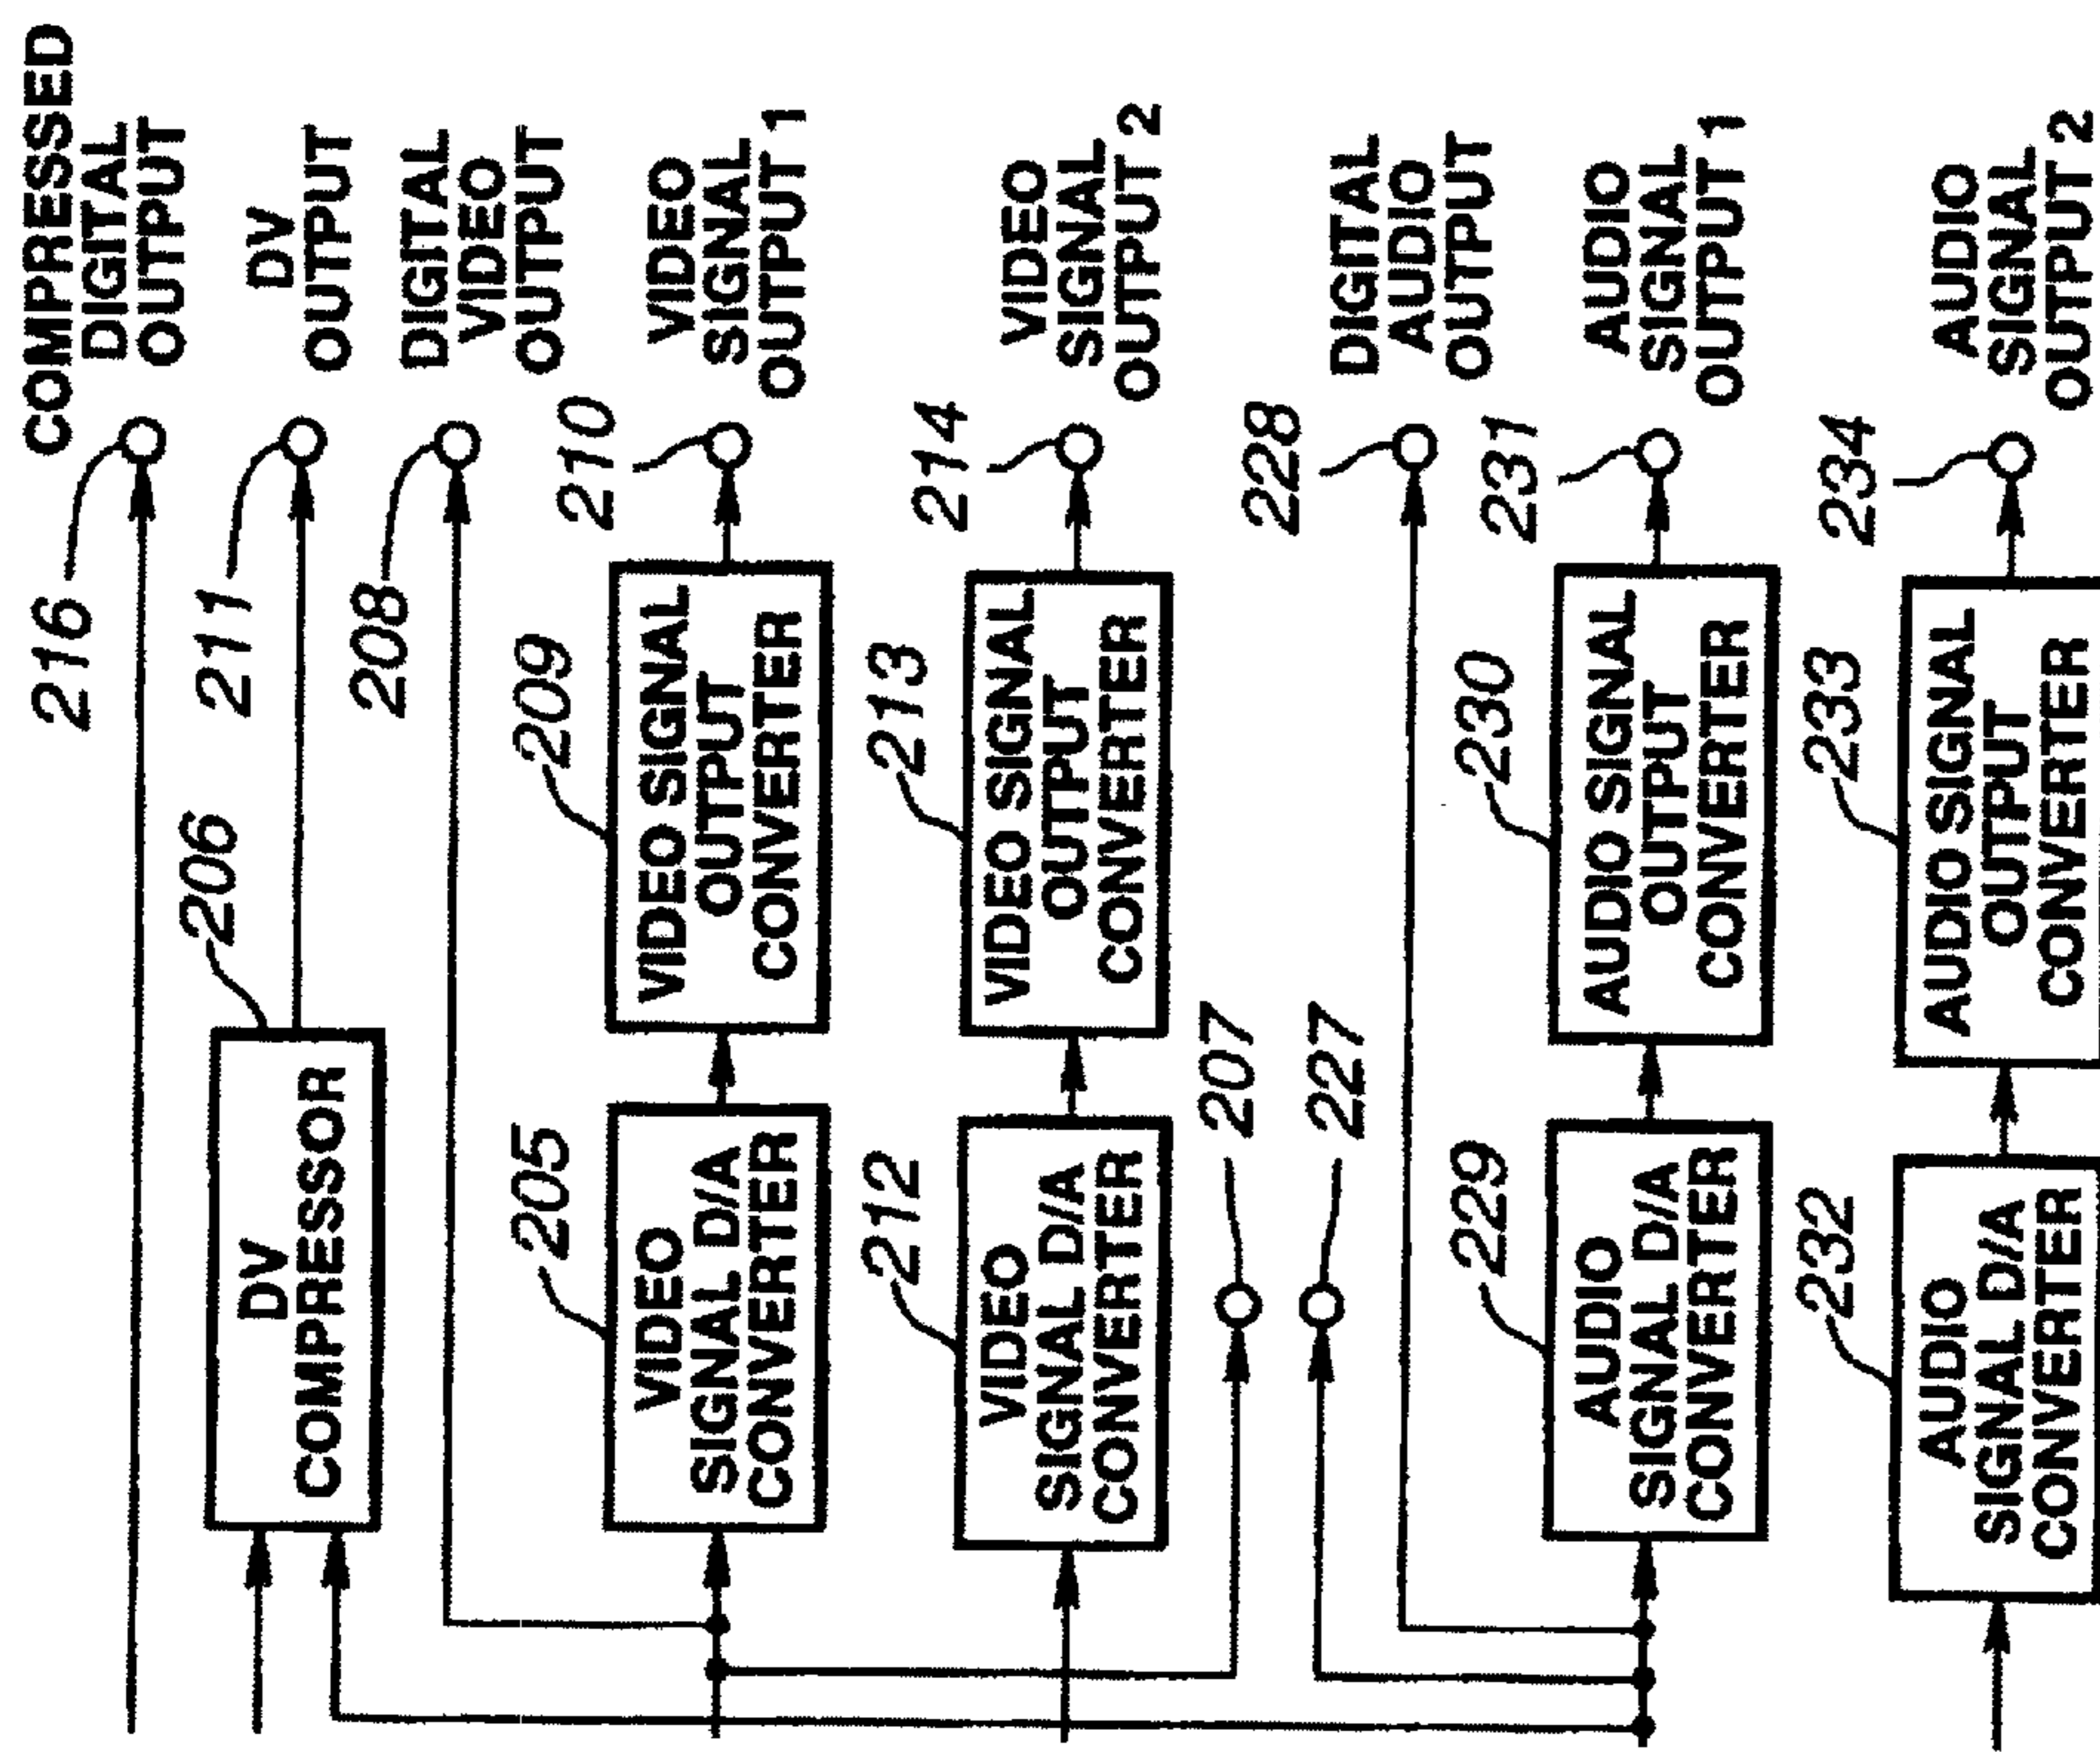 COMPRESSED
DIGITAL
OUTPUT
216
DV
OUTPUT
211
206
DV
COMPRESSOR
DIGITAL
VIDEO
OUTPUT
208
VIDEO
SIGNAL
OUTPUT 1
210
209
VIDEO SIGNAL
OUTPUT
CONVERTER
205
VIDEO
SIGNAL D/A
CONVERTER
VIDEO
SIGNAL
OUTPUT 2
214
213
VIDEO SIGNAL
OUTPUT
CONVERTER
212
VIDEO
SIGNAL D/A
CONVERTER
207
227
DIGITAL
AUDIO
OUTPUT
228
AUDIO
SIGNAL
OUTPUT 1
231
230
AUDIO SIGNAL
OUTPUT
CONVERTER
229
AUDIO
SIGNAL D/A
CONVERTER
AUDIO
SIGNAL
OUTPUT 2
234
233
AUDIO SIGNAL
OUTPUT
CONVERTER
232
AUDIO
SIGNAL D/A
CONVERTER